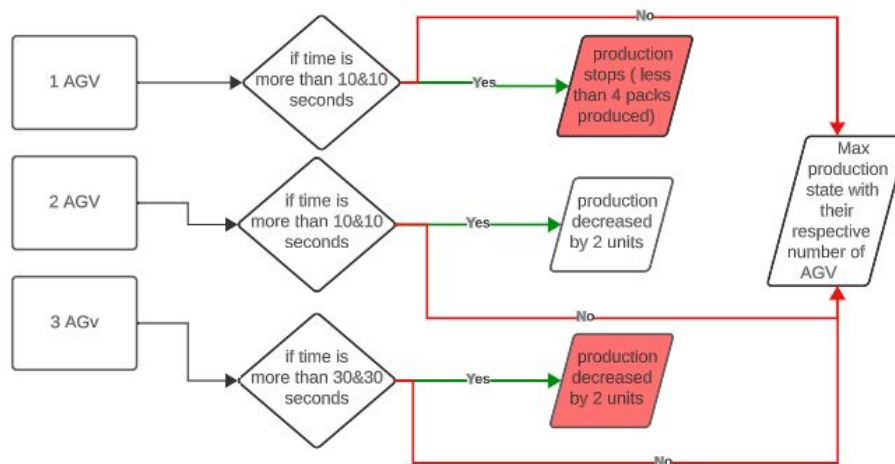 No
1 AGV
if time is
more than 10&10
seconds
Yes
production
stops ( less
than 4 packs
produced)
Max
production
state with
their
respective
number of
AGV
2 AGV
if time is
more than 10&10
seconds
Yes
production
decreased
by 2 units
No
3 AGv
if time is
more than 30&30
seconds
Yes
production
decreased
by 2 units
No